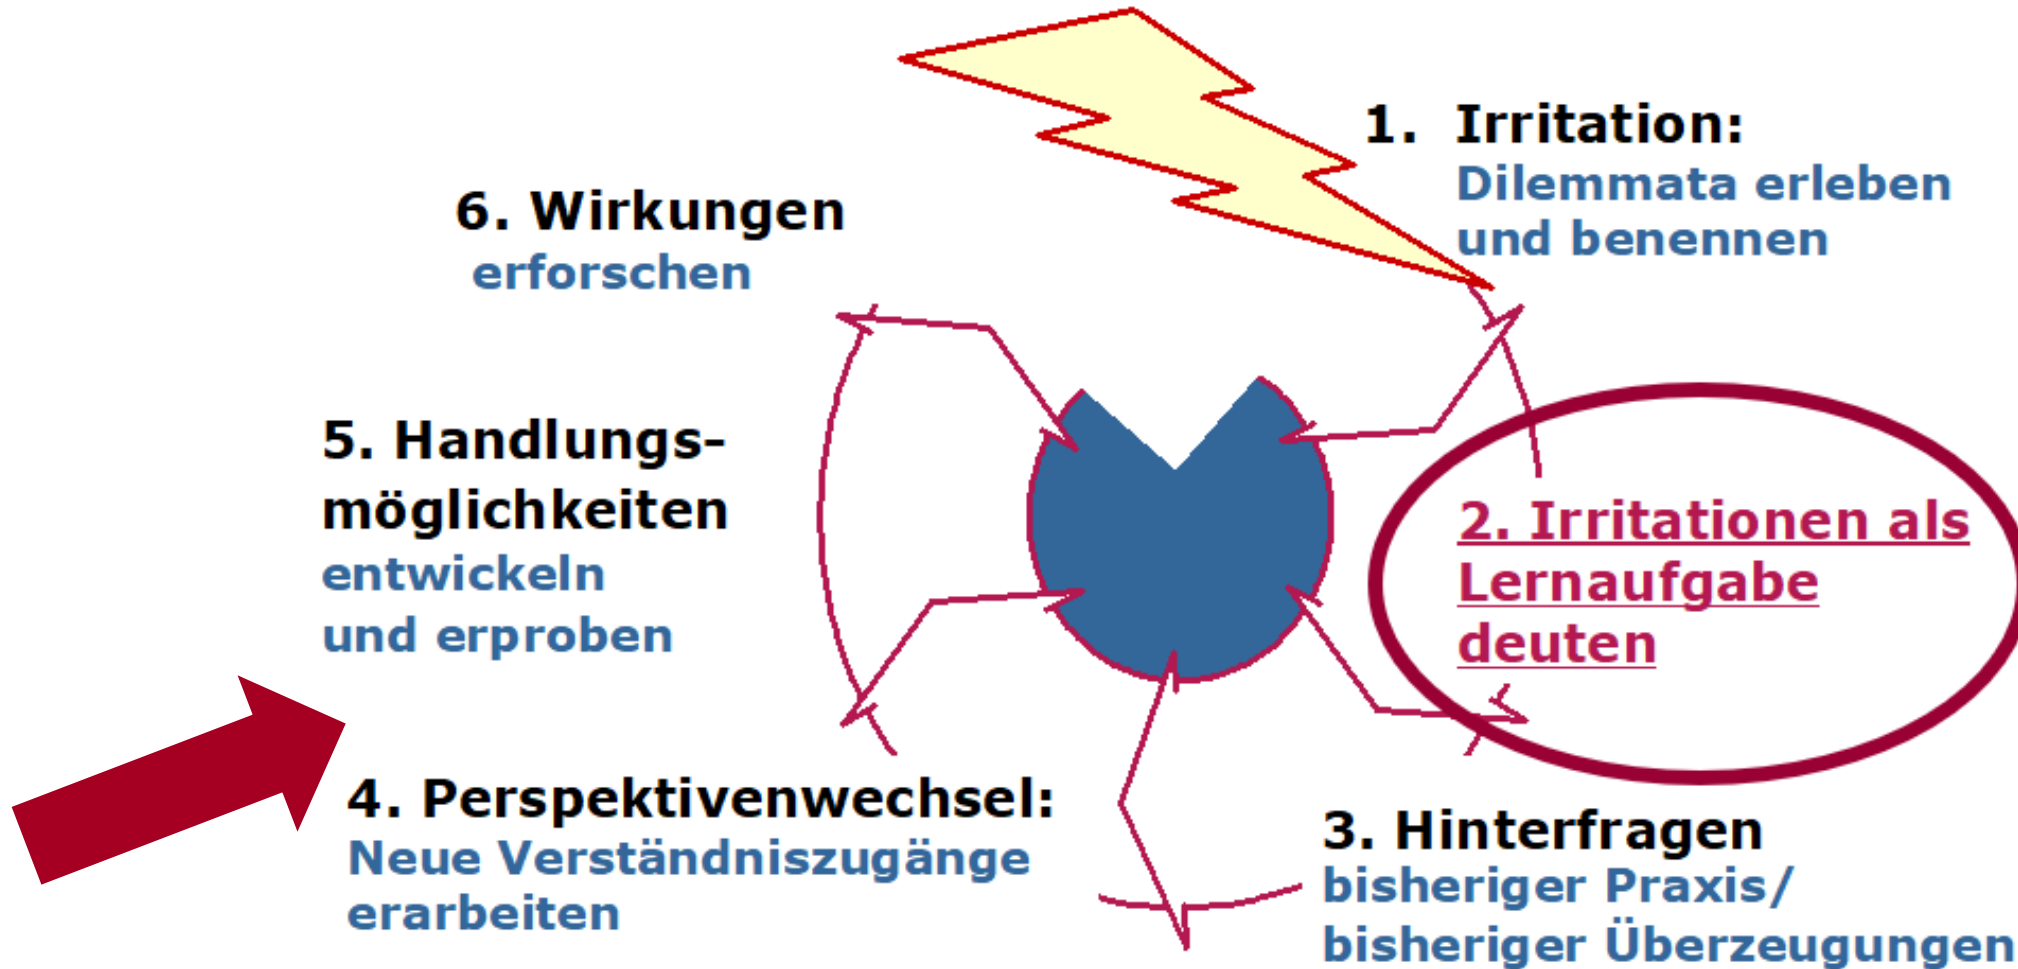 1. Irritation:
Dilemmata erleben
und benennen
2. Irritationen als
Lernaufgabe
deuten
3. Hinterfragen
bisheriger Praxis/
bisheriger Überzeugungen
4. Perspektivenwechsel:
Neue Verständniszugänge
erarbeiten
5. Handlungs-
möglichkeiten
entwickeln
und erproben
6. Wirkungen
erforschen